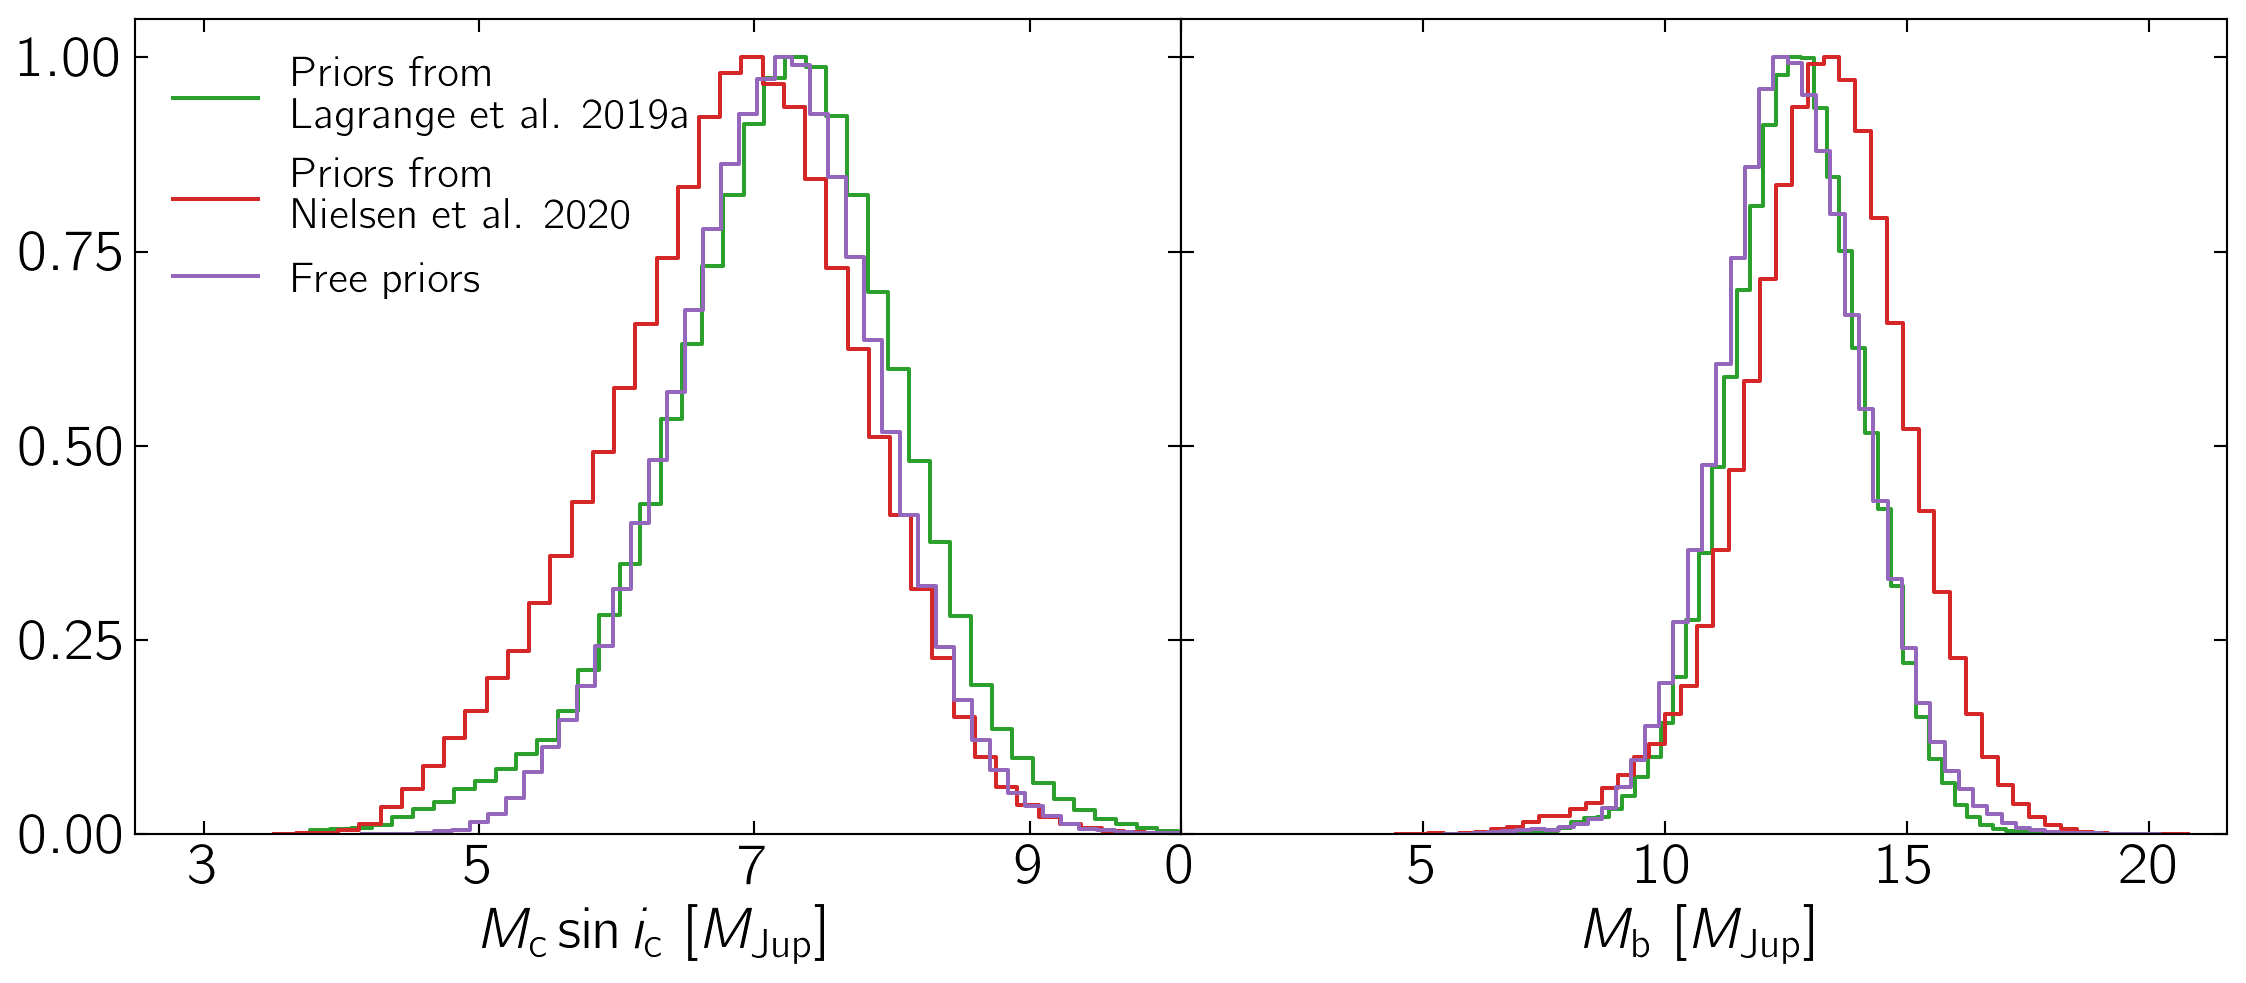 1.00
0.75
0.50
0.25
0.00
Priors from
Lagrange et al. 2019a
Priors from
Nielsen et al. 2020
Free priors
3 5 7 9 0 5 10 15 20
M_c sin i_c [M_Jup]
M_b [M_Jup]